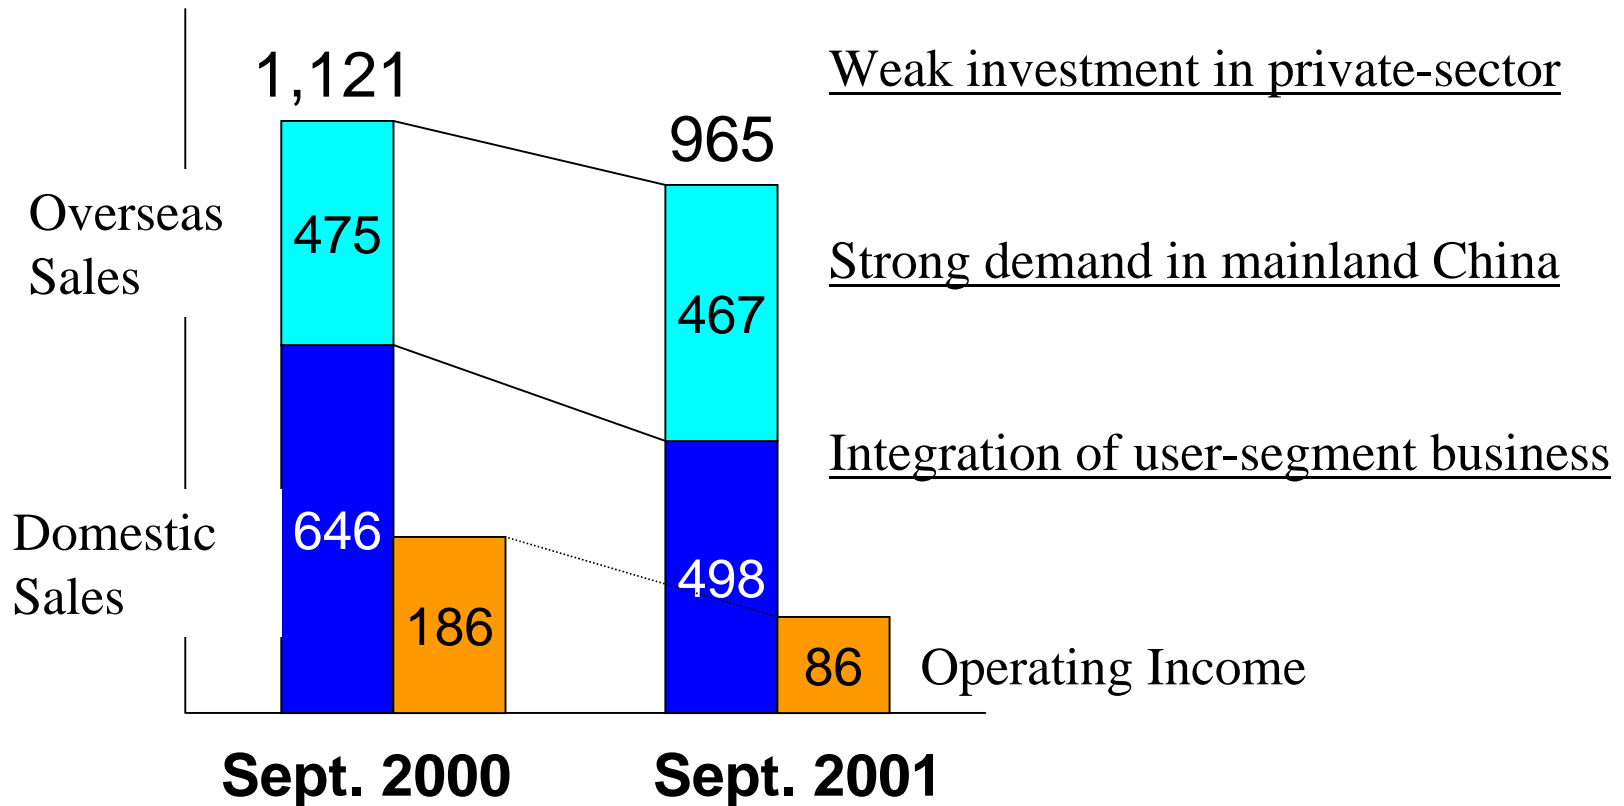 1,121
965
Weak investment in private-sector
Overseas
Sales
475
467
Strong demand in mainland China
Integration of user-segment business
Domestic
Sales
646
498
186
86
Operating Income
Sept. 2000
Sept. 2001